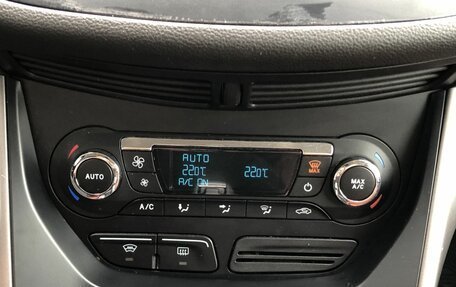 AUTO
22.0°C 22.0°C
A/C ON
AUTO
MAX
MAX
A/C
A/C